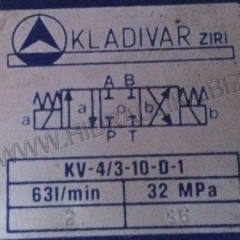 KLADIVAR ZIRI
A B
a a o b b
P T
KV-4/3-10-D-1
63l/min 32 MPa